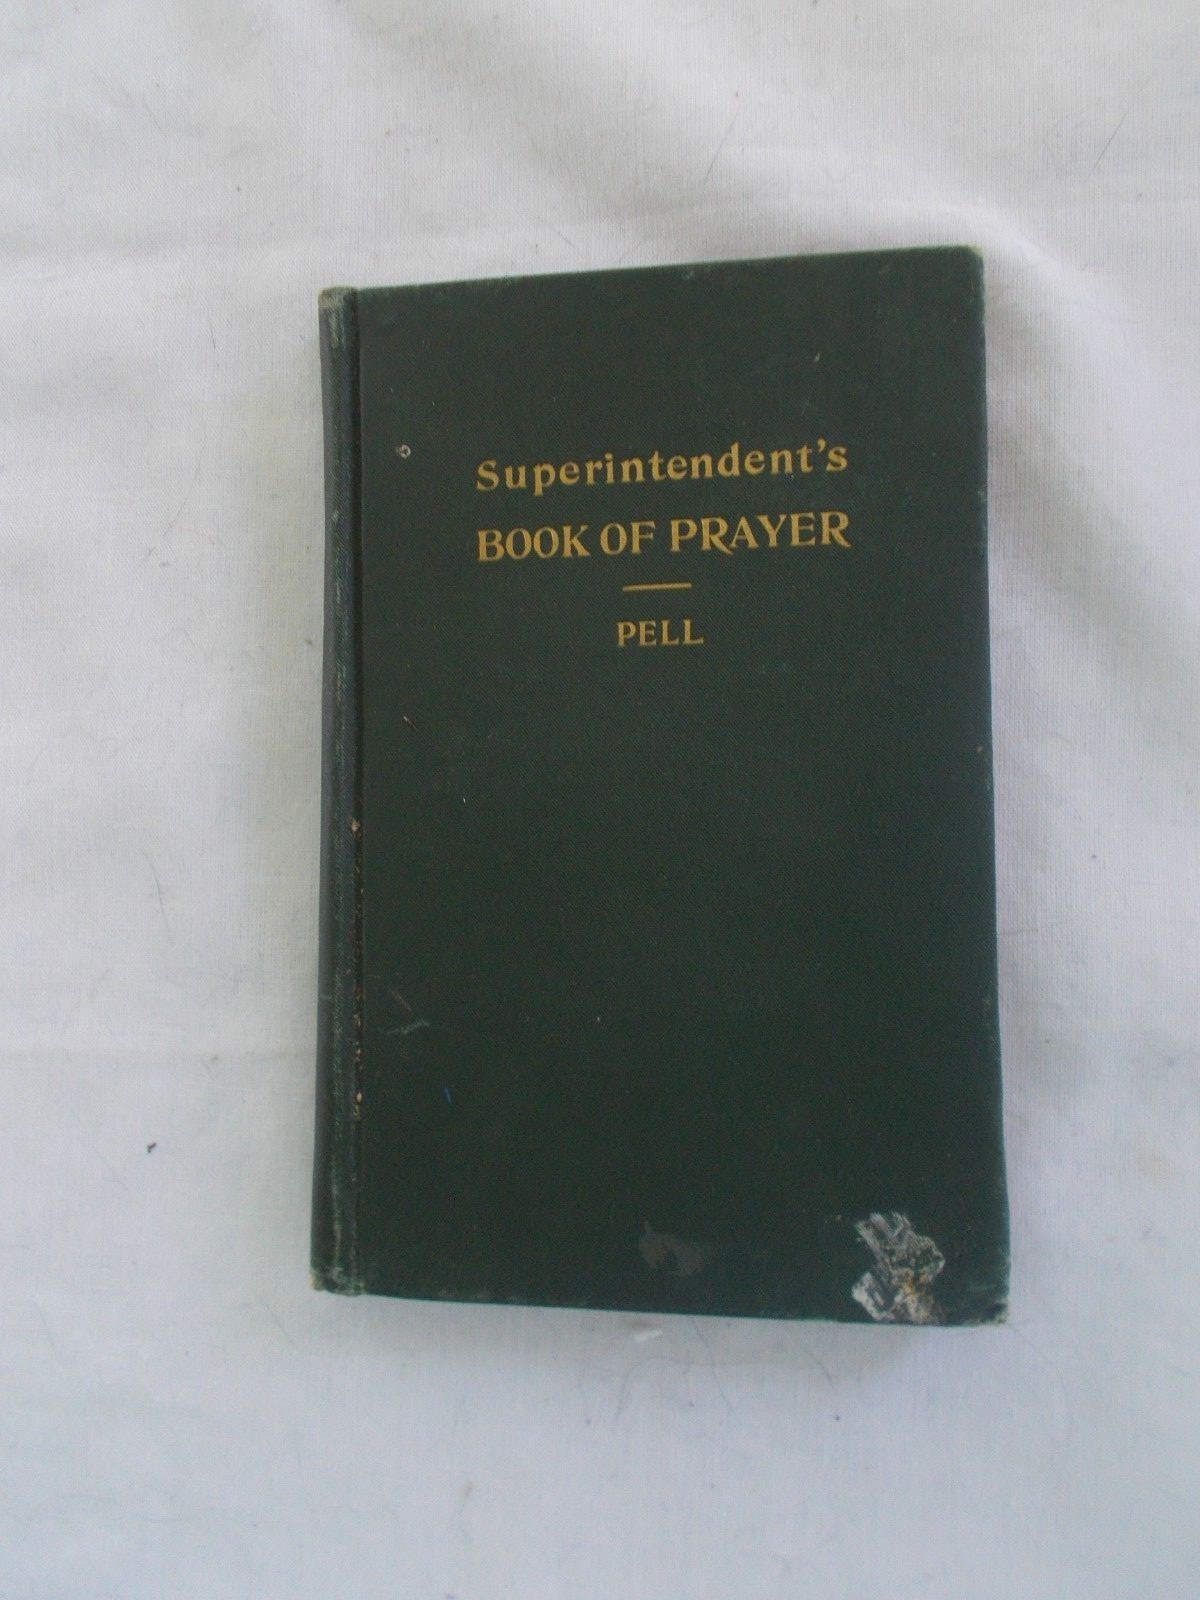 Superintendent's
BOOK OF PRAYER
PELL